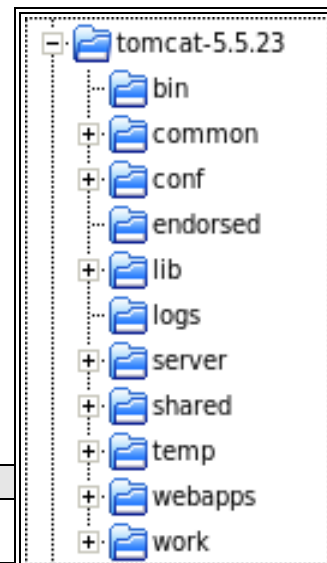 tomcat-5.5.23
bin
common
conf
endorsed
lib
logs
server
shared
temp
webapps
work